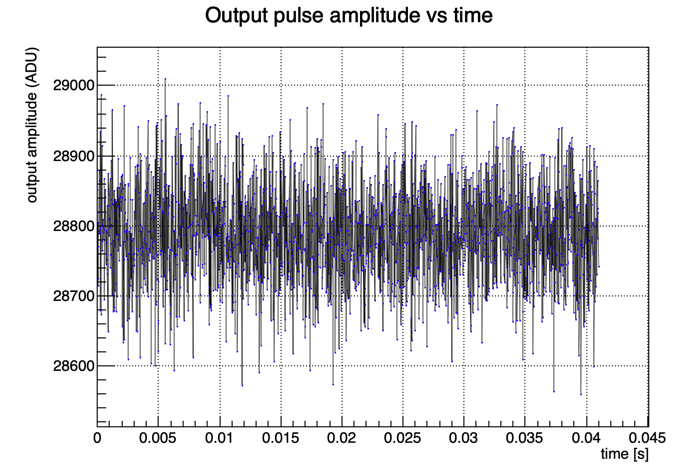 Output pulse amplitude vs time
output amplitude (ADU)
29000
28900
28800
28700
28600
0 0.005 0.01 0.015 0.02 0.025 0.03 0.035 0.04 0.045
time [s]